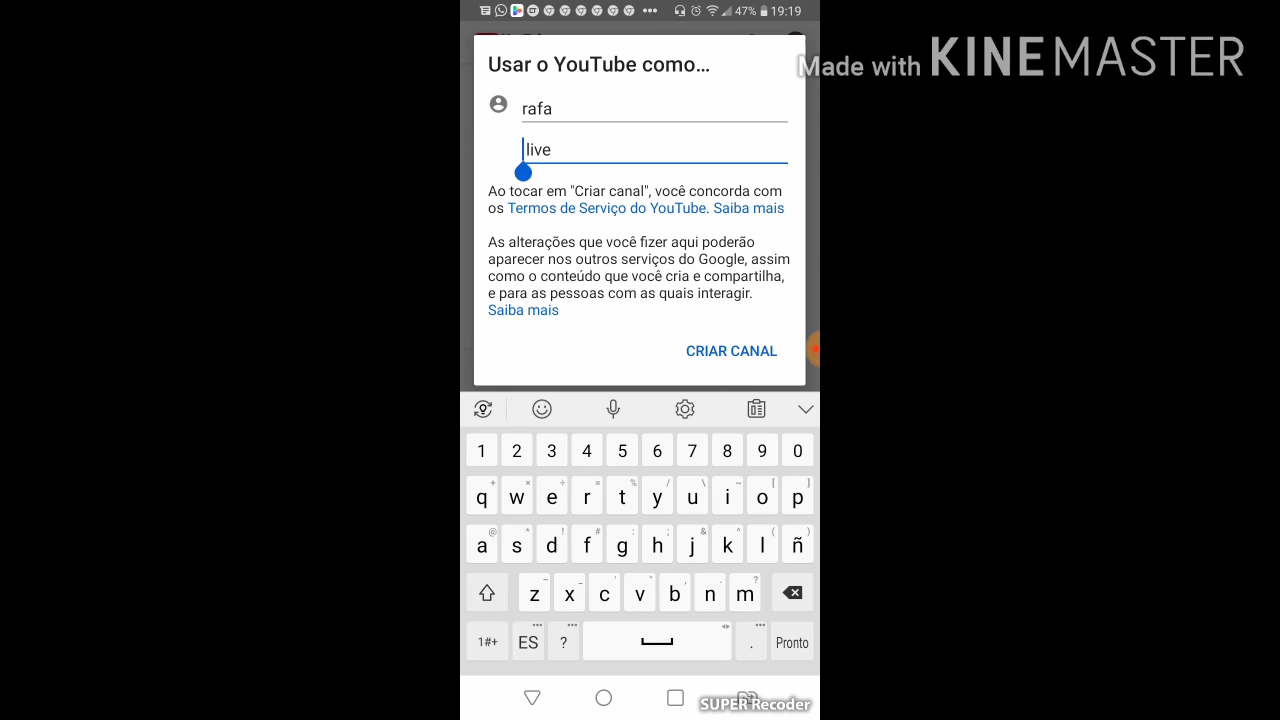 47% 19:19
Made with KINEMASTER
Usar o YouTube como...
rafa
live
Ao tocar em "Criar canal", você concorda com
os Termos de Serviço do YouTube. Saiba mais
As alterações que você fizer aqui poderão
aparecer nos outros serviços do Google, assim
como o conteúdo que você cria e compartilha,
e para as pessoas com as quais interagir.
Saiba mais
CRIAR CANAL
1 2 3 4 5 6 7 8 9 0
q w e r t y u i o p
a s d f g h j k l ñ
z x c v b n m
1#+ ES ? . Pronto
SUPER Recoder